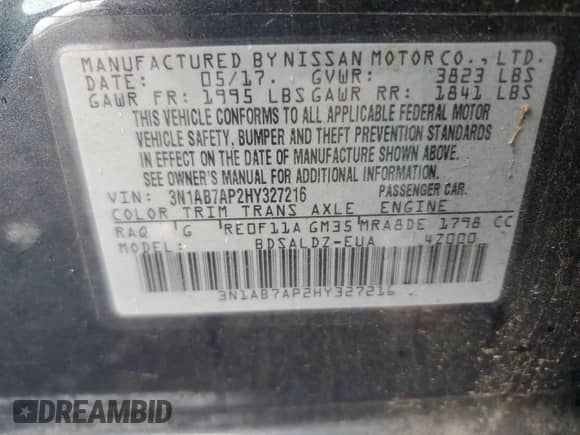 MANUFACTURED BY NISSAN MOTOR CO., LTD.
DATE: 05/17. GVWR: 3823 LBS
GAWR FR: 1995 LBS GAWR RR: 1841 LBS
THIS VEHICLE CONFORMS TO ALL APPLICABLE FEDERAL MOTOR
VEHICLE SAFETY, BUMPER AND THEFT PREVENTION STANDARDS
IN EFFECT ON THE DATE OF MANUFACTURE SHOWN ABOVE.
SEE OWNER'S MANUAL FOR ADDITIONAL INFORMATION.
VIN: 3N1AB7AP2HY327216 PASSENGER CAR.
COLOR TRIM TRANS AXLE ENGINE
RAQ G RE0F11A GM35 MRA8DE 1798 CC
MODEL: BDSALDZ-EUA 4Z000
3N1AB7AP2HY327216
DREAMBID